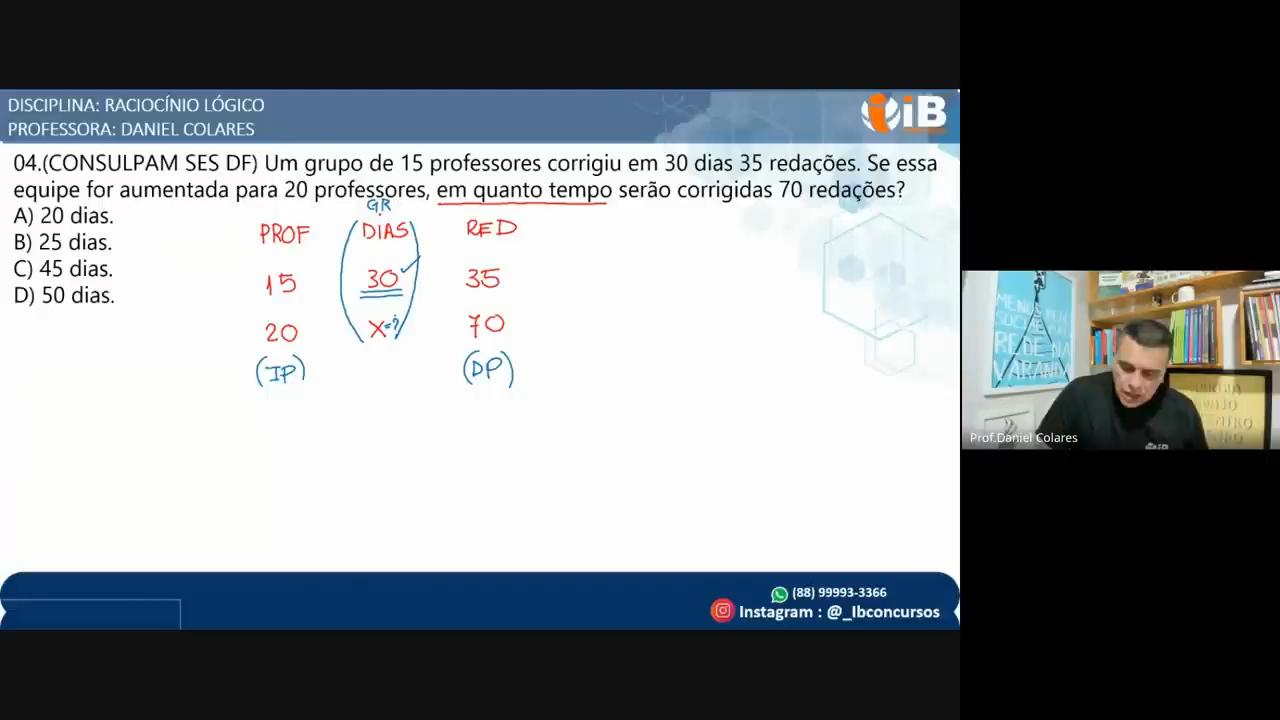 DISCIPLINA: RACIOCÍNIO LÓGICO
PROFESSORA: DANIEL COLARES
iB
04.(CONSULPAM SES DF) Um grupo de 15 professores corrigiu em 30 dias 35 redações. Se essa
equipe for aumentada para 20 professores, em quanto tempo serão corrigidas 70 redações?
A) 20 dias.
B) 25 dias.
C) 45 dias.
D) 50 dias.
GR
PROF DIAS RED
15 30 35
20 X=? 70
(IP) (DP)
(88) 99993-3366
Instagram : @_Ibconcursos
REDE NA
VARANDA
Prof.Daniel Colares